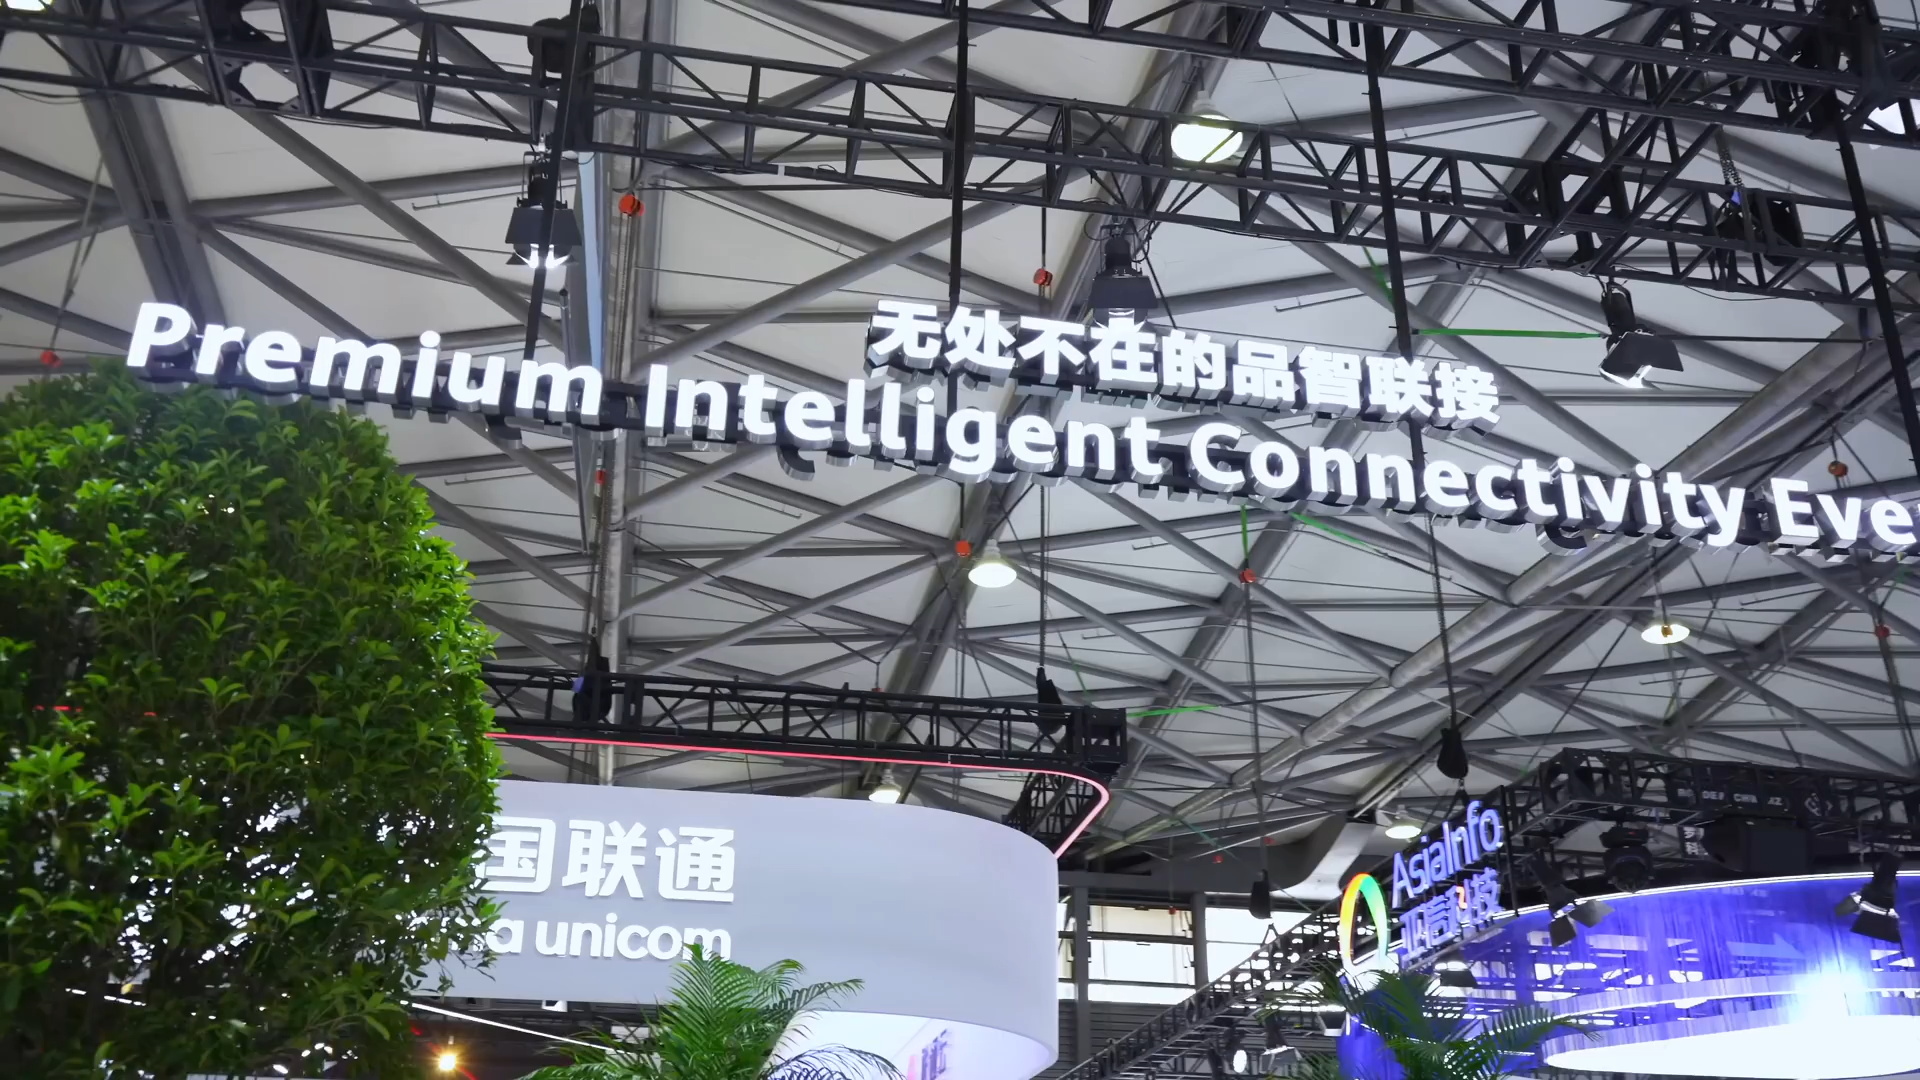 无处不在的品智联接
Premium Intelligent Connectivity Eve
国联通
a unicom
AsiaInfo
亚信科技